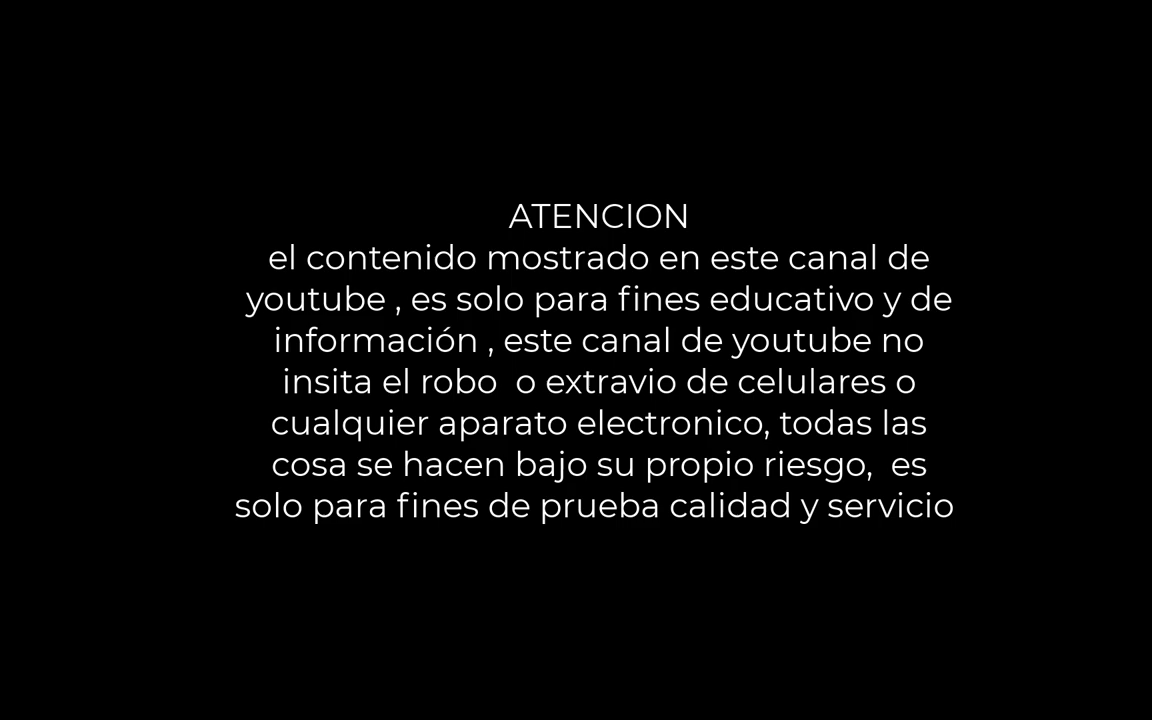 ATENCION
el contenido mostrado en este canal de
youtube , es solo para fines educativo y de
información , este canal de youtube no
insita el robo  o extravio de celulares o
cualquier aparato electronico, todas las
cosa se hacen bajo su propio riesgo,  es
solo para fines de prueba calidad y servicio